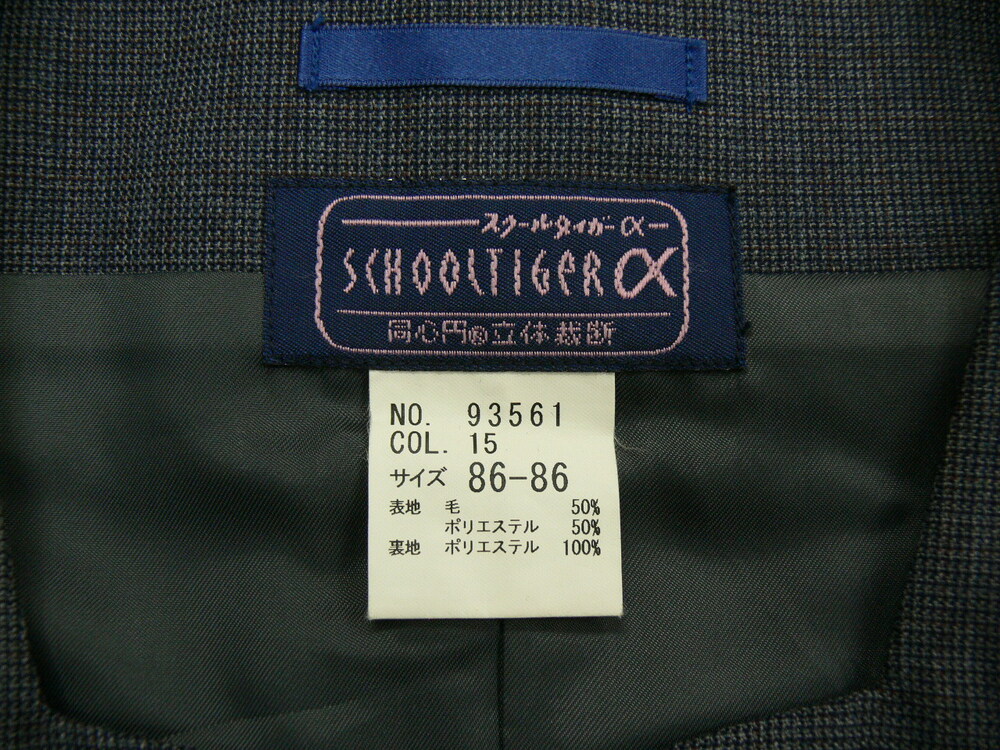 スクールタイガーα
SCHOOLTIGER α
同心円®立体裁断
NO. 93561
COL. 15
サイズ 86-86
表地 毛 50%
ポリエステル 50%
裏地 ポリエステル 100%